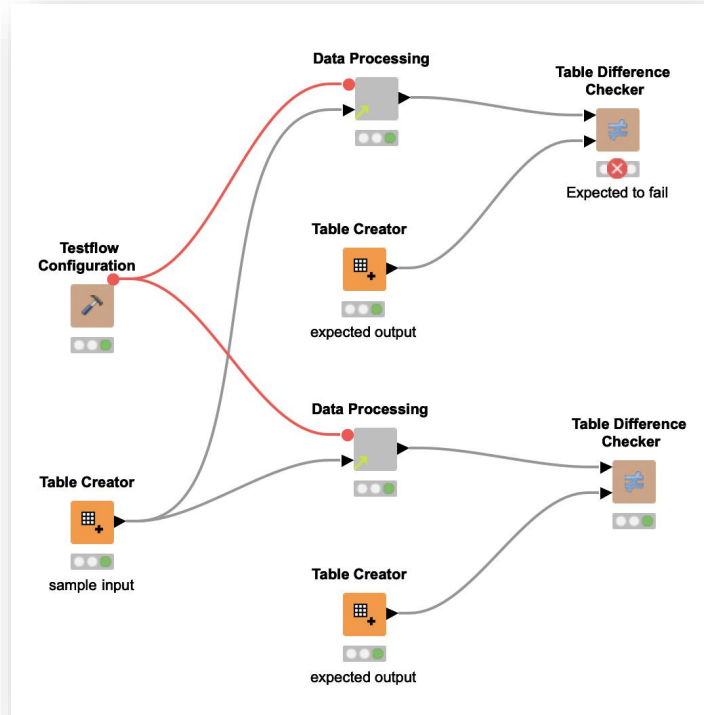 Data Processing
Table Difference
Checker
Expected to fail
Table Creator
expected output
Testflow
Configuration
Data Processing
Table Difference
Checker
Table Creator
sample input
Table Creator
expected output